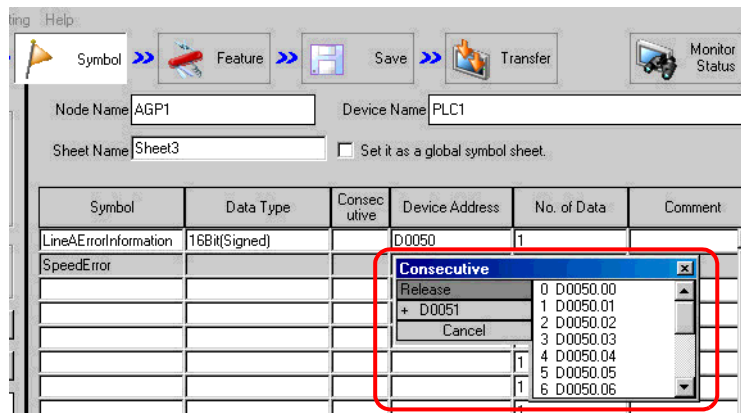 ting Help
Symbol Feature Save Transfer Monitor Status
Node Name AGP1 Device Name PLC1
Sheet Name Sheet3 Set it as a global symbol sheet.
Symbol Data Type Consec utive Device Address No. of Data Comment
LineAErrorInformation 16Bit(Signed) D0050 1
SpeedError
Consecutive
Release
+ D0051
Cancel
0 D0050.00
1 D0050.01
2 D0050.02
3 D0050.03
4 D0050.04
5 D0050.05
6 D0050.06
1
1